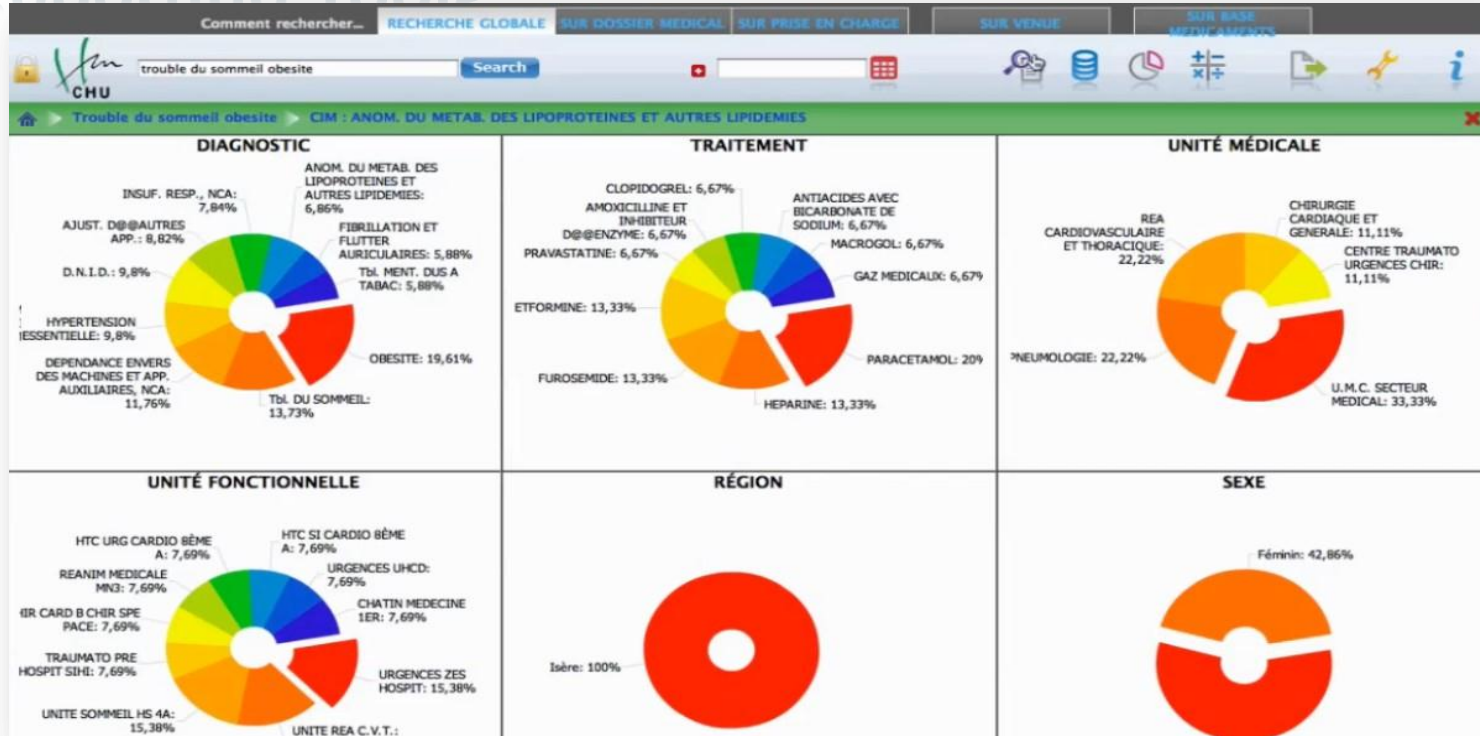 Comment rechercher...
RECHERCHE GLOBALE
SUR DOSSIER MEDICAL
SUR PRISE EN CHARGE
SUR VENUE
SUR BASE
MEDICAMENTS
CHU
trouble du sommeil obesite
Search
Trouble du sommeil obesite
CIM : ANOM. DU METAB. DES LIPOPROTEINES ET AUTRES LIPIDEMIES
DIAGNOSTIC
ANOM. DU METAB. DES
LIPOPROTEINES ET
AUTRES LIPIDEMIES:
6,86%
INSUF. RESP., NCA:
7,84%
AJUST. D@@AUTRES
APP.: 8,82%
FIBRILLATION ET
FLUTTER
AURICULAIRES: 5,88%
D.N.I.D.: 9,8%
Tbl. MENT. DUS A
TABAC: 5,88%
HYPERTENSION
ESSENTIELLE: 9,8%
OBESITE: 19,61%
DEPENDANCE ENVERS
DES MACHINES ET APP.
AUXILIAIRES, NCA:
11,76%
Tbl. DU SOMMEIL:
13,73%
TRAITEMENT
CLOPIDOGREL: 6,67%
ANTIACIDES AVEC
BICARBONATE DE
SODIUM: 6,67%
AMOXICILLINE ET
INHIBITEUR
D@@ENZYME: 6,67%
MACROGOL: 6,67%
PRAVASTATINE: 6,67%
GAZ MEDICAUX: 6,67%
ETFORMINE: 13,33%
PARACETAMOL: 20%
FUROSEMIDE: 13,33%
HEPARINE: 13,33%
UNITÉ MÉDICALE
CHIRURGIE
CARDIAQUE ET
GENERALE: 11,11%
REA
CARDIOVASCULAIRE
ET THORACIQUE:
22,22%
CENTRE TRAUMATO
URGENCES CHIR:
11,11%
PNEUMOLOGIE: 22,22%
U.M.C. SECTEUR
MEDICAL: 33,33%
UNITÉ FONCTIONNELLE
HTC URG CARDIO 8ÈME
A: 7,69%
HTC SI CARDIO 8ÈME
A: 7,69%
REANIM MEDICALE
MN3: 7,69%
URGENCES UHCD:
7,69%
HIR CARD B CHIR SPE
PACE: 7,69%
CHATIN MEDECINE
1ER: 7,69%
TRAUMATO PRE
HOSPIT SIHI: 7,69%
URGENCES ZES
HOSPIT: 15,38%
UNITE SOMMEIL HS 4A:
15,38%
UNITE REA C.V.T.:
RÉGION
Isère: 100%
SEXE
Féminin: 42,86%